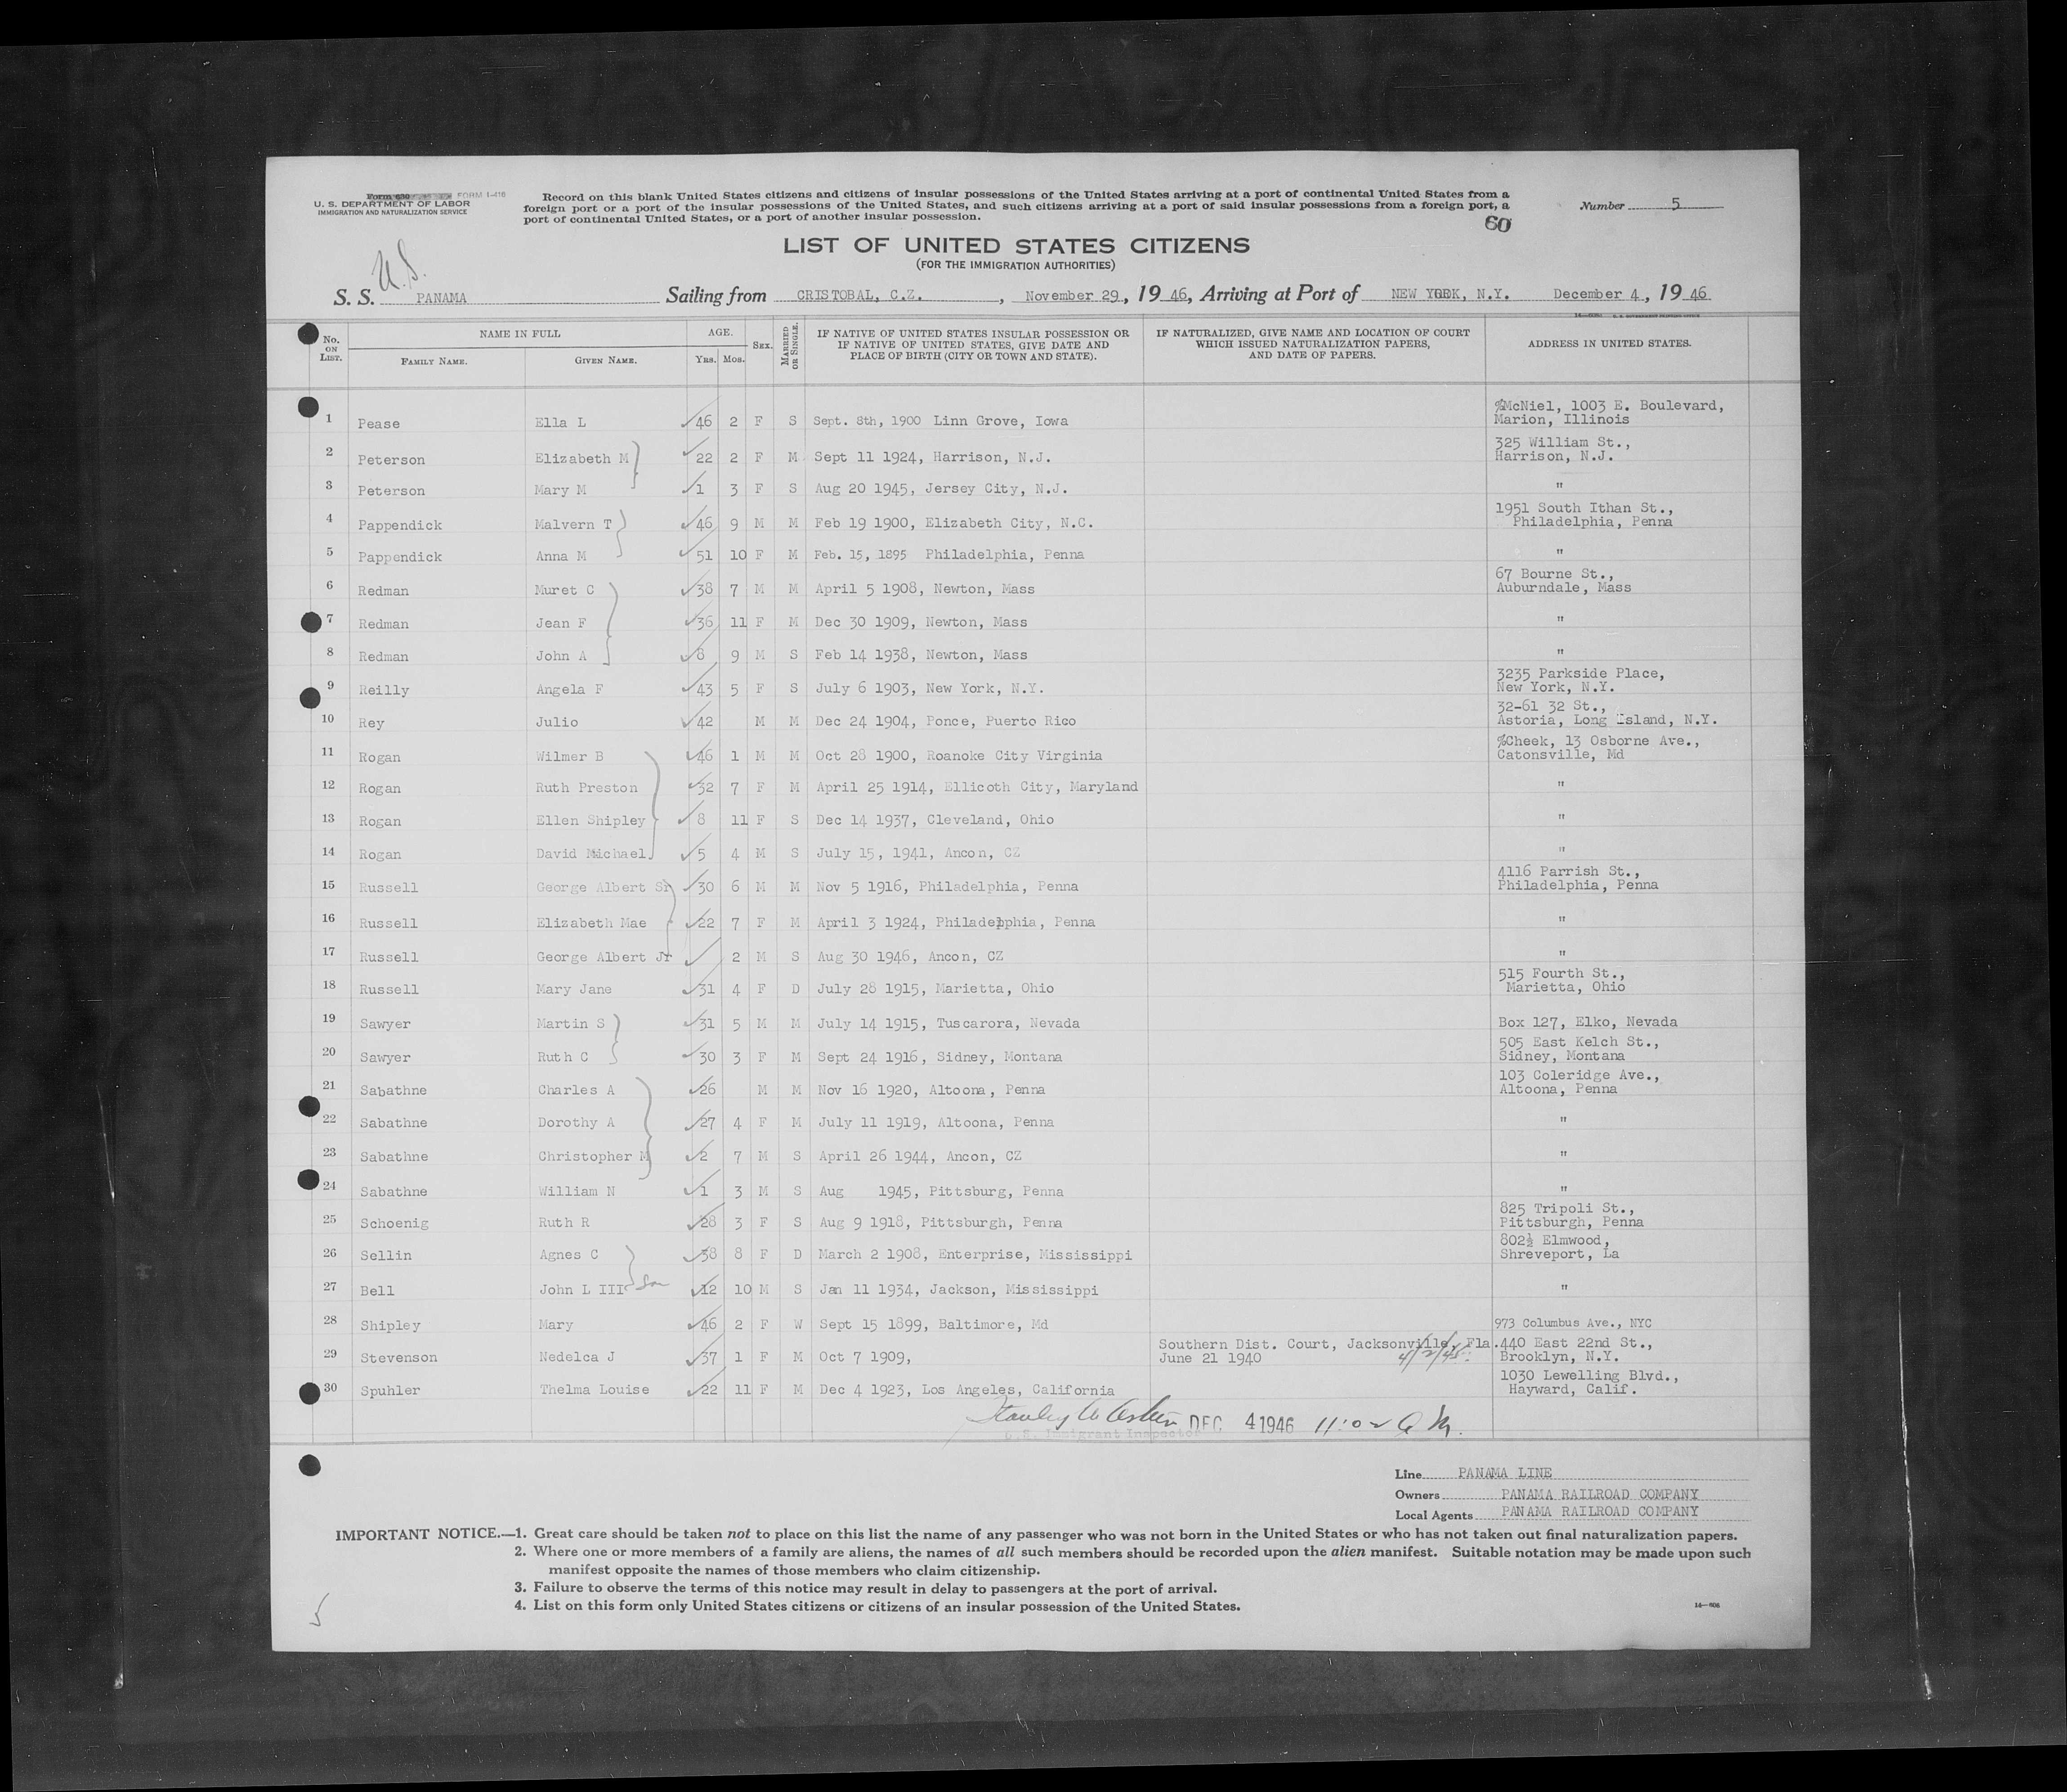 Form 630 FORM I-416
U. S. DEPARTMENT OF LABOR
IMMIGRATION AND NATURALIZATION SERVICE
Record on this blank United States citizens and citizens of insular possessions of the United States arriving at a port of continental United States from a
foreign port or a port of the insular possessions of the United States, and such citizens arriving at a port of said insular possessions from a foreign port, a
port of continental United States, or a port of another insular possession.
Number 5
60
LIST OF UNITED STATES CITIZENS
(FOR THE IMMIGRATION AUTHORITIES)
U.S.
S. S. PANAMA Sailing from CRISTOBAL, C.Z. , November 29 , 19 46, Arriving at Port of NEW YORK, N.Y. December 4 , 19 46
No. ON LIST. NAME IN FULL AGE. SEX. MARRIED OR SINGLE. IF NATIVE OF UNITED STATES INSULAR POSSESSION OR IF NATIVE OF UNITED STATES, GIVE DATE AND PLACE OF BIRTH (CITY OR TOWN AND STATE). IF NATURALIZED, GIVE NAME AND LOCATION OF COURT WHICH ISSUED NATURALIZATION PAPERS, AND DATE OF PAPERS. ADDRESS IN UNITED STATES.
FAMILY NAME. GIVEN NAME. YRS. MOS.
1 Pease Ella L 46 2 F S Sept. 8th, 1900 Linn Grove, Iowa %McNiel, 1003 E. Boulevard, Marion, Illinois
2 Peterson Elizabeth M 22 2 F M Sept 11 1924, Harrison, N.J. 325 William St., Harrison, N.J.
3 Peterson Mary M 1 3 F S Aug 20 1945, Jersey City, N.J. "
4 Pappendick Malvern T 46 9 M M Feb 19 1900, Elizabeth City, N.C. 1951 South Ithan St., Philadelphia, Penna
5 Pappendick Anna M 51 10 F M Feb. 15, 1895 Philadelphia, Penna "
6 Redman Muret C 38 7 M M April 5 1908, Newton, Mass 67 Bourne St., Auburndale, Mass
7 Redman Jean F 36 11 F M Dec 30 1909, Newton, Mass "
8 Redman John A 8 9 M S Feb 14 1938, Newton, Mass "
9 Reilly Angela F 43 5 F S July 6 1903, New York, N.Y. 3235 Parkside Place, New York, N.Y.
10 Rey Julio 42 M M Dec 24 1904, Ponce, Puerto Rico 32-61 32 St., Astoria, Long Island, N.Y.
11 Rogan Wilmer B 46 1 M M Oct 28 1900, Roanoke City Virginia %Cheek, 13 Osborne Ave., Catonsville, Md
12 Rogan Ruth Preston 32 7 F M April 25 1914, Ellicoth City, Maryland "
13 Rogan Ellen Shipley 8 11 F S Dec 14 1937, Cleveland, Ohio "
14 Rogan David Michael 5 4 M S July 15, 1941, Ancon, CZ "
15 Russell George Albert Sr 30 6 M M Nov 5 1916, Philadelphia, Penna 4116 Parrish St., Philadelphia, Penna
16 Russell Elizabeth Mae 22 7 F M April 3 1924, Philadelphia, Penna "
17 Russell George Albert Jr 2 M S Aug 30 1946, Ancon, CZ "
18 Russell Mary Jane 31 4 F D July 28 1915, Marietta, Ohio 515 Fourth St., Marietta, Ohio
19 Sawyer Martin S 31 5 M M July 14 1915, Tuscarora, Nevada Box 127, Elko, Nevada
20 Sawyer Ruth C 30 3 F M Sept 24 1916, Sidney, Montana 505 East Kelch St., Sidney, Montana
21 Sabathne Charles A 26 M M Nov 16 1920, Altoona, Penna 103 Coleridge Ave., Altoona, Penna
22 Sabathne Dorothy A 27 4 F M July 11 1919, Altoona, Penna "
23 Sabathne Christopher M 2 7 M S April 26 1944, Ancon, CZ "
24 Sabathne William N 1 3 M S Aug 1945, Pittsburg, Penna "
25 Schoenig Ruth R 28 3 F S Aug 9 1918, Pittsburgh, Penna 825 Tripoli St., Pittsburgh, Penna
26 Sellin Agnes C 38 8 F D March 2 1908, Enterprise, Mississippi 802½ Elmwood, Shreveport, La
27 Bell John L III son 12 10 M S Jan 11 1934, Jackson, Mississippi "
28 Shipley Mary 46 2 F W Sept 15 1899, Baltimore, Md 973 Columbus Ave., NYC
29 Stevenson Nedelca J 37 1 F M Oct 7 1909, Southern Dist. Court, Jacksonville, Fla. June 21 1940 440 East 22nd St., Brooklyn, N.Y.
30 Spuhler Thelma Louise 22 11 F M Dec 4 1923, Los Angeles, California 1030 Lewelling Blvd., Hayward, Calif.
Stanley DEC 4 1946 11:02 A M.
U.S. Immigrant Inspector
Line PANAMA LINE
Owners PANAMA RAILROAD COMPANY
Local Agents PANAMA RAILROAD COMPANY
IMPORTANT NOTICE.—1. Great care should be taken not to place on this list the name of any passenger who was not born in the United States or who has not taken out final naturalization papers.
2. Where one or more members of a family are aliens, the names of all such members should be recorded upon the alien manifest. Suitable notation may be made upon such
manifest opposite the names of those members who claim citizenship.
3. Failure to observe the terms of this notice may result in delay to passengers at the port of arrival.
4. List on this form only United States citizens or citizens of an insular possession of the United States.
5